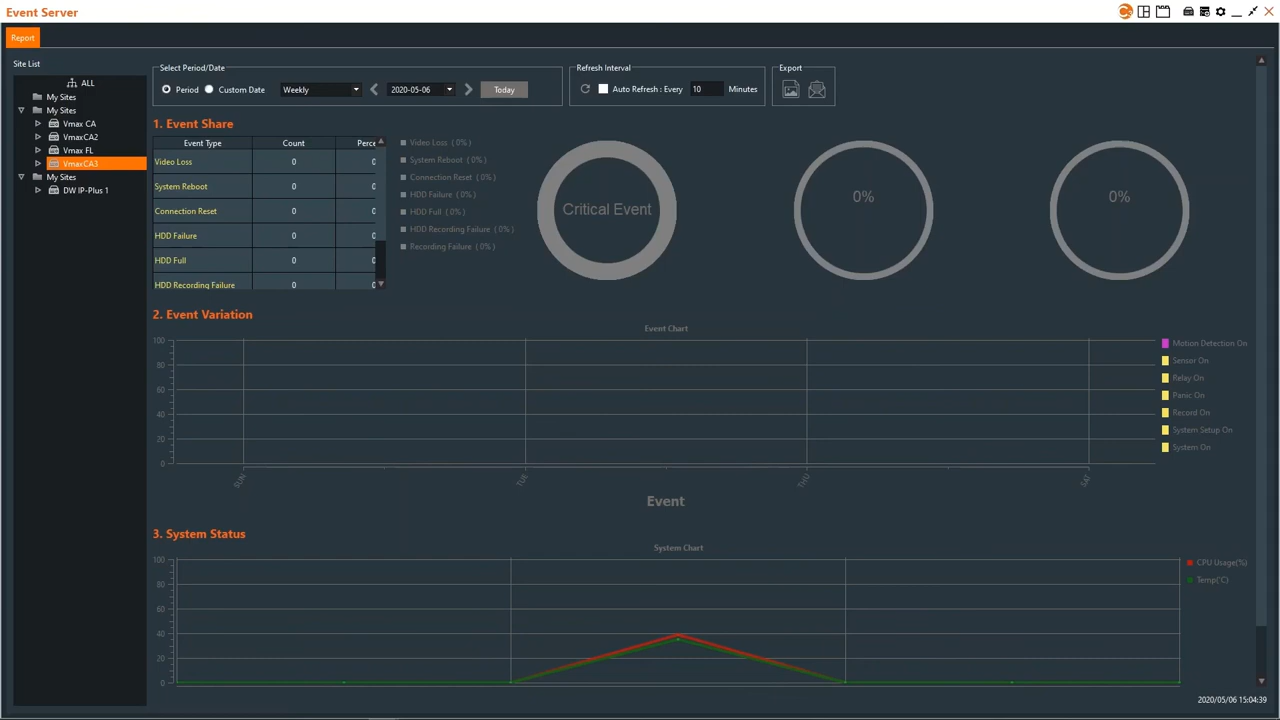 Event Server
Report
Site List
ALL
My Sites
My Sites
Vmax CA
VmaxCA2
Vmax FL
VmaxCA3
My Sites
DW IP-Plus 1
Select Period/Date
Period
Custom Date
Weekly
2020-05-06
Today
Refresh Interval
Auto Refresh : Every
10
Minutes
Export
1. Event Share
Event Type Count Perce
Video Loss 0 0
System Reboot 0 0
Connection Reset 0 0
HDD Failure 0 0
HDD Full 0 0
HDD Recording Failure 0 0
Video Loss ( 0% )
System Reboot ( 0% )
Connection Reset ( 0% )
HDD Failure ( 0% )
HDD Full ( 0% )
HDD Recording Failure ( 0% )
Recording Failure ( 0% )
Critical Event
0%
0%
2. Event Variation
Event Chart
100
80
60
40
20
0
SUN
TUE
THU
SAT
Event
Motion Detection On
Sensor On
Relay On
Panic On
Record On
System Setup On
System On
3. System Status
System Chart
100
80
60
40
20
0
CPU Usage(%)
Temp(°C)
2020/05/06 15:04:39